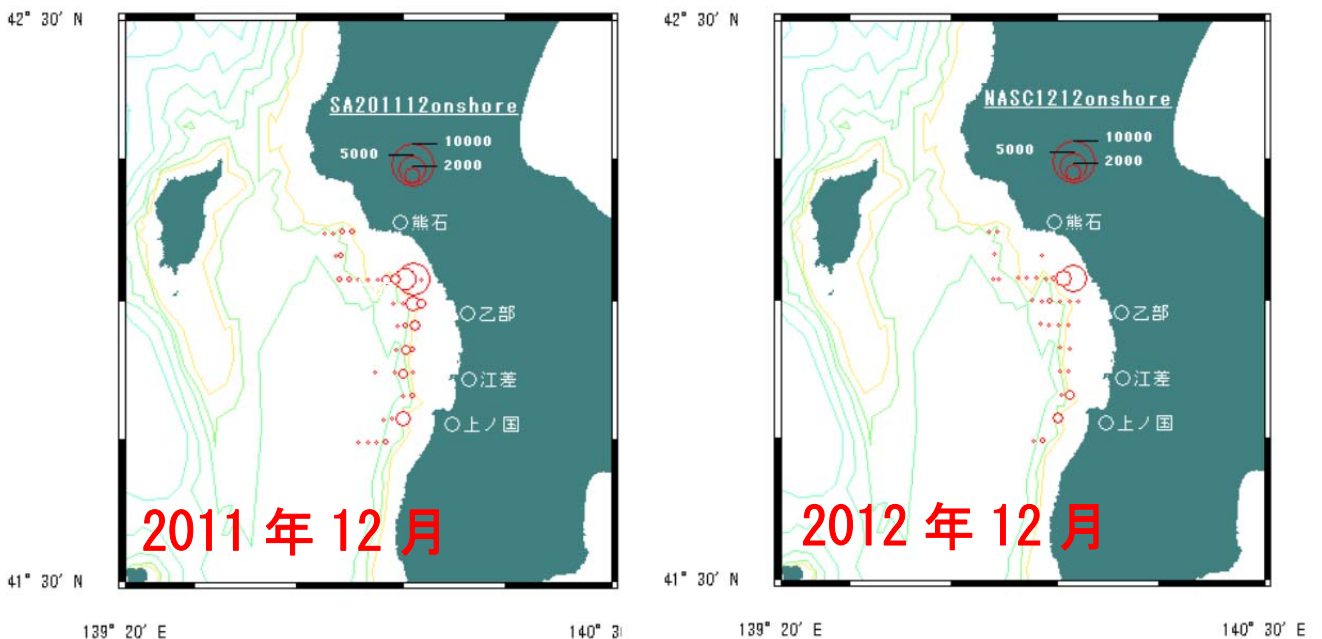 42° 30′ N
SA201112onshore
10000
5000
2000
熊石
乙部
江差
上ノ国
2011 年 12 月
41° 30′ N
139° 20′ E
140° 3
42° 30′ N
NASC1212onshore
10000
5000
2000
熊石
乙部
江差
上ノ国
2012 年 12 月
41° 30′ N
139° 20′ E
140° 30′ E